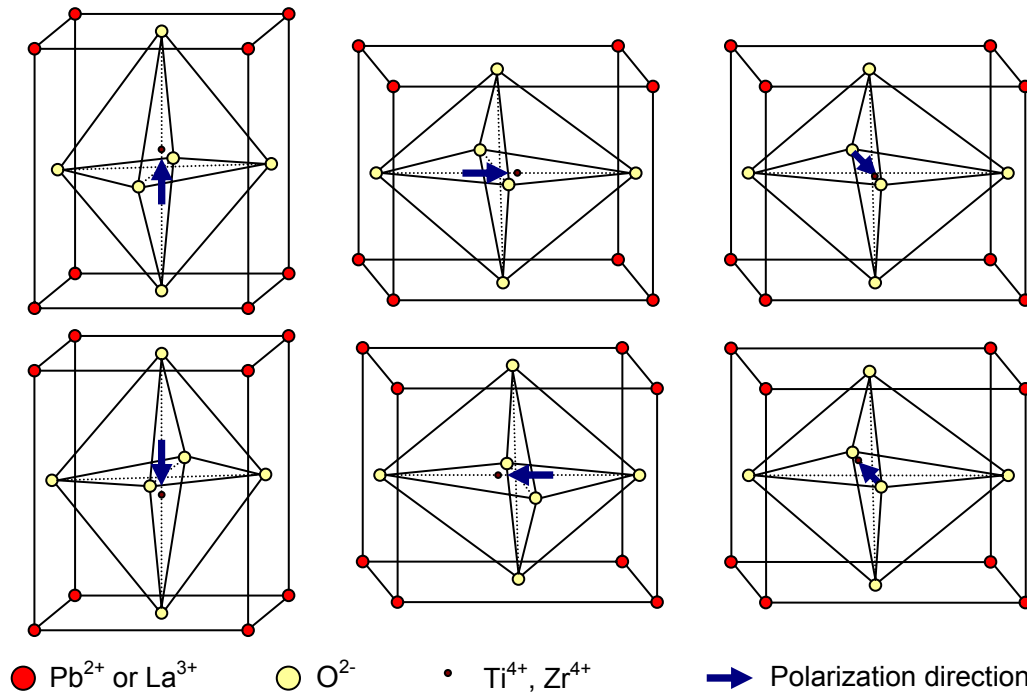 Pb2+ or La3+ O2- Ti4+, Zr4+ Polarization direction